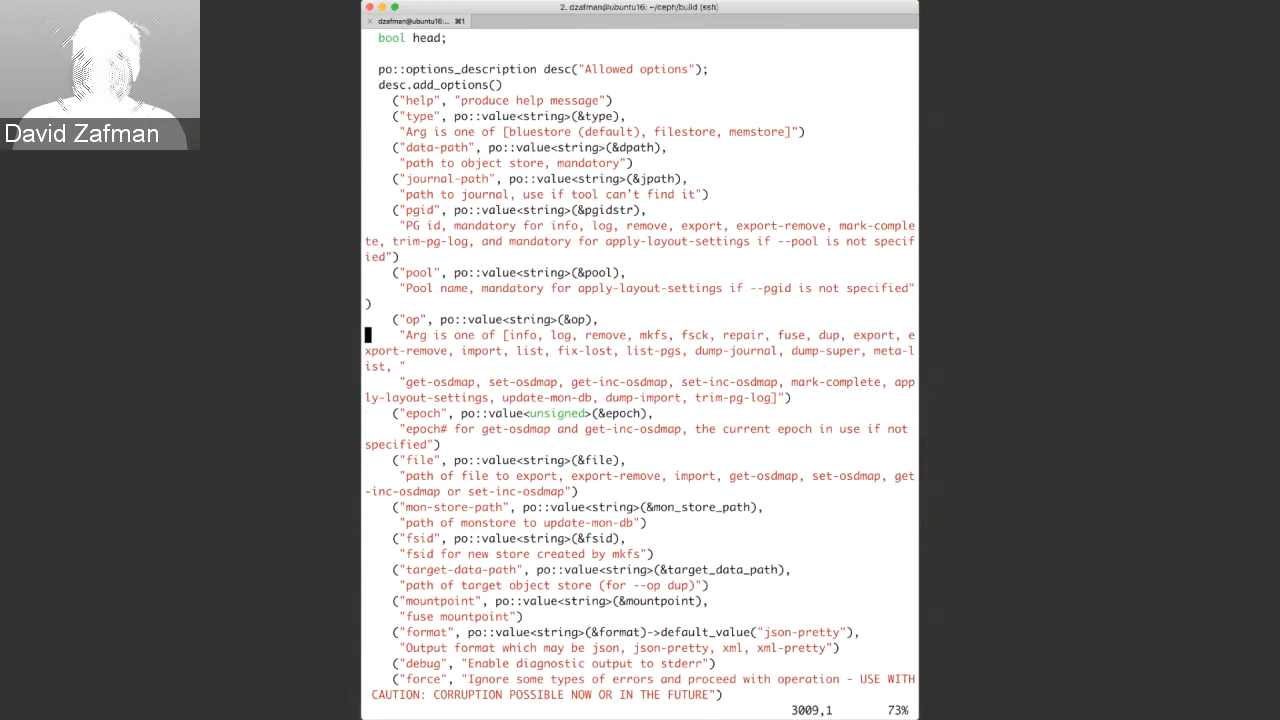 2. dzafman@ubuntu16: ~/ceph/build (ssh)
dzafman@ubuntu16:... ⌘1
David Zafman
bool head;
po::options_description desc("Allowed options");
desc.add_options()
("help", "produce help message")
("type", po::value<string>(&type),
"Arg is one of [bluestore (default), filestore, memstore]")
("data-path", po::value<string>(&dpath),
"path to object store, mandatory")
("journal-path", po::value<string>(&jpath),
"path to journal, use if tool can't find it")
("pgid", po::value<string>(&pgidstr),
"PG id, mandatory for info, log, remove, export, export-remove, mark-comple
te, trim-pg-log, and mandatory for apply-layout-settings if --pool is not specif
ied")
("pool", po::value<string>(&pool),
"Pool name, mandatory for apply-layout-settings if --pgid is not specified"
)
("op", po::value<string>(&op),
"Arg is one of [info, log, remove, mkfs, fsck, repair, fuse, dup, export, e
xport-remove, import, list, fix-lost, list-pgs, dump-journal, dump-super, meta-l
ist, "
"get-osdmap, set-osdmap, get-inc-osdmap, set-inc-osdmap, mark-complete, app
ly-layout-settings, update-mon-db, dump-import, trim-pg-log]")
("epoch", po::value<unsigned>(&epoch),
"epoch# for get-osdmap and get-inc-osdmap, the current epoch in use if not
specified")
("file", po::value<string>(&file),
"path of file to export, export-remove, import, get-osdmap, set-osdmap, get
-inc-osdmap or set-inc-osdmap")
("mon-store-path", po::value<string>(&mon_store_path),
"path of monstore to update-mon-db")
("fsid", po::value<string>(&fsid),
"fsid for new store created by mkfs")
("target-data-path", po::value<string>(&target_data_path),
"path of target object store (for --op dup)")
("mountpoint", po::value<string>(&mountpoint),
"fuse mountpoint")
("format", po::value<string>(&format)->default_value("json-pretty"),
"Output format which may be json, json-pretty, xml, xml-pretty")
("debug", "Enable diagnostic output to stderr")
("force", "Ignore some types of errors and proceed with operation - USE WITH
CAUTION: CORRUPTION POSSIBLE NOW OR IN THE FUTURE")
3009,1 73%